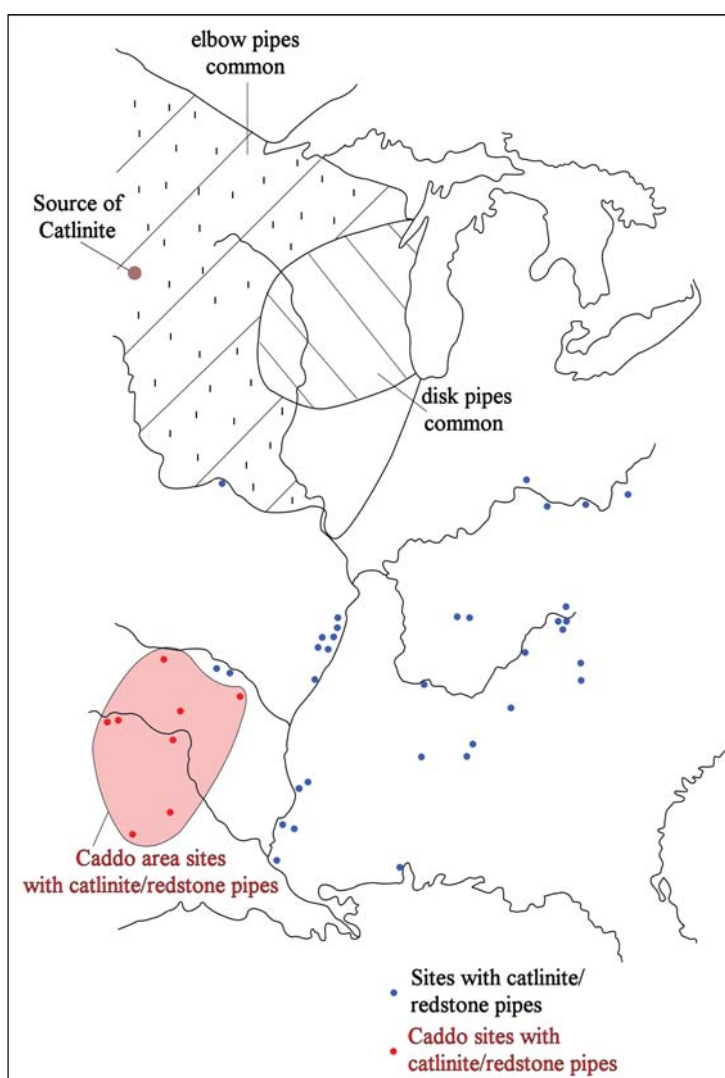 elbow pipes
common
Source of
Catlinite
disk pipes
common
Caddo area sites
with catlinite/redstone pipes
Sites with catlinite/
redstone pipes
Caddo sites with
catlinite/redstone pipes